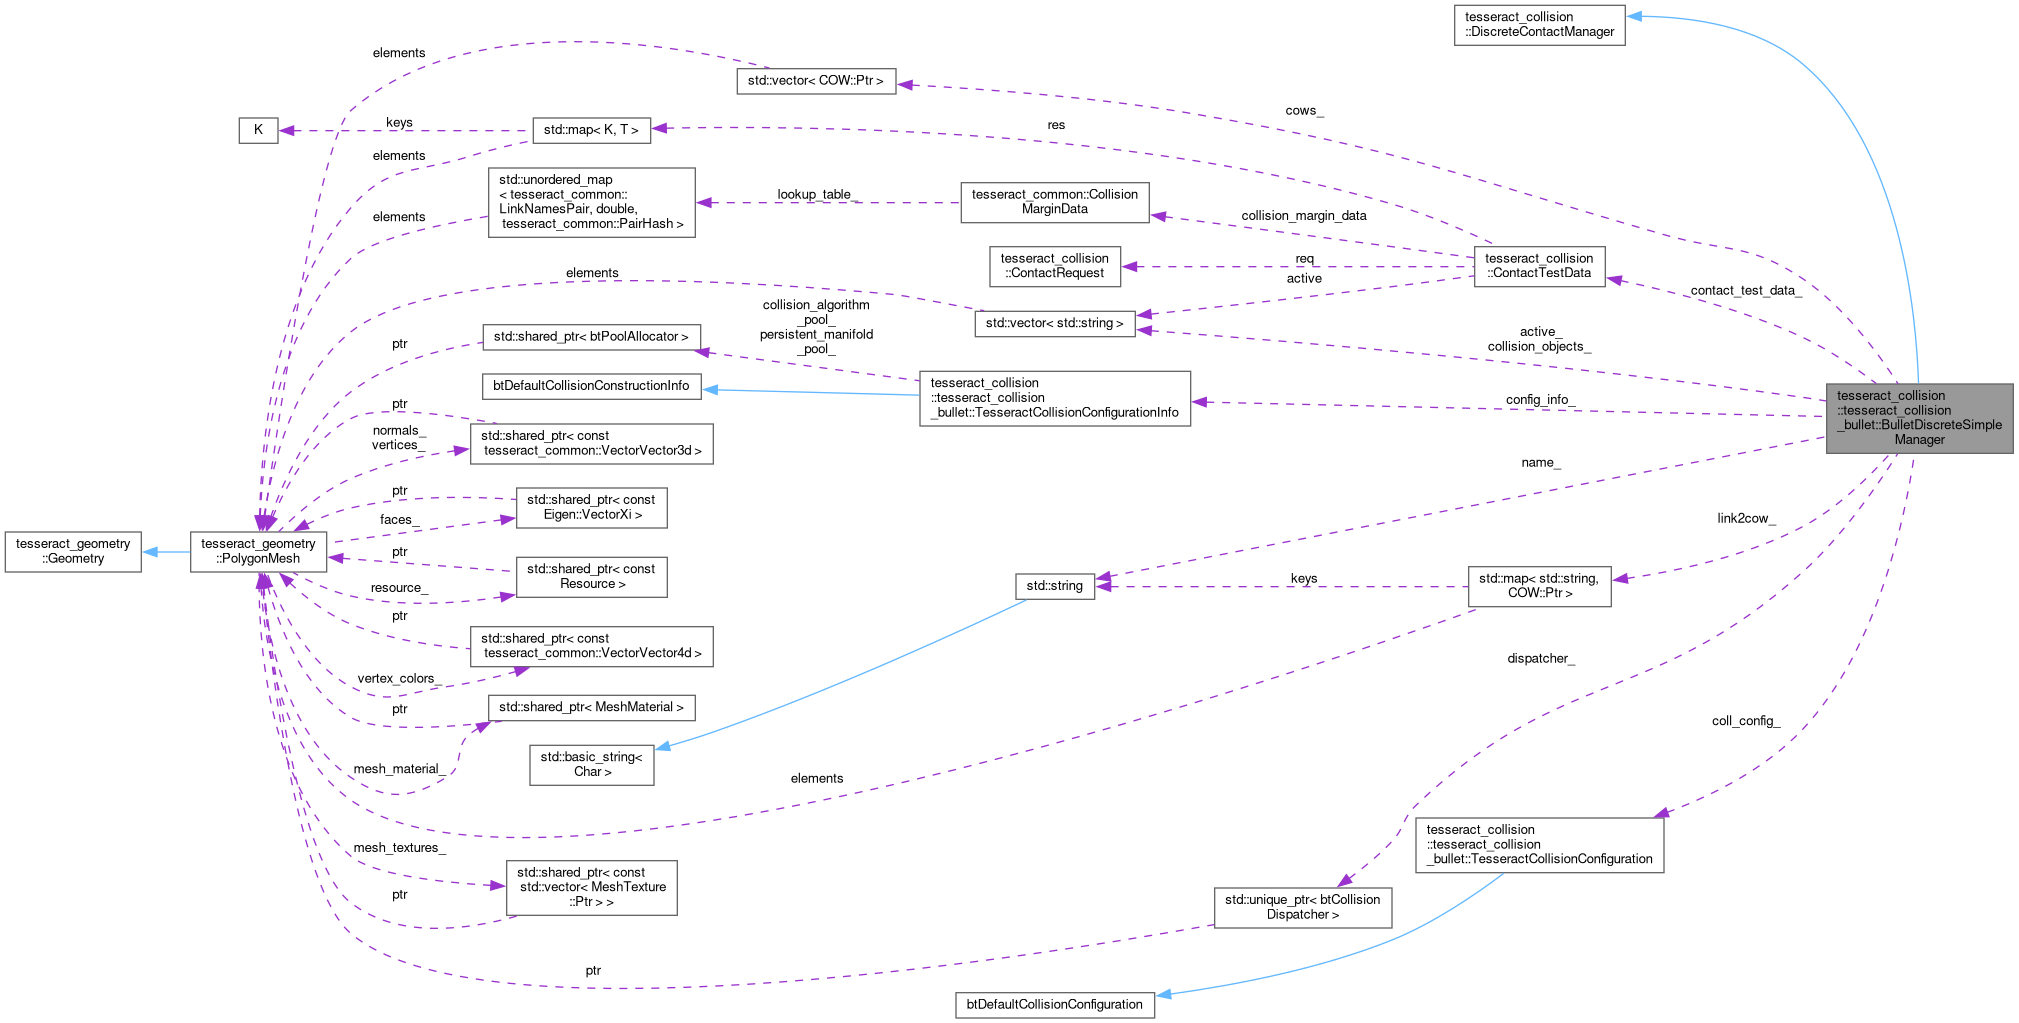 tesseract_collision
::DiscreteContactManager
elements
std::vector< COW::Ptr >
cows_
K
keys
std::map< K, T >
res
elements
std::unordered_map
< tesseract_common::
LinkNamesPair, double,
tesseract_common::PairHash >
lookup_table_
tesseract_common::Collision
MarginData
elements
collision_margin_data
tesseract_collision
::ContactRequest
req
tesseract_collision
::ContactTestData
active
contact_test_data_
elements
std::vector< std::string >
collision_algorithm
_pool_
persistent_manifold
_pool_
std::shared_ptr< btPoolAllocator >
ptr
active_
collision_objects_
btDefaultCollisionConstructionInfo
tesseract_collision
::tesseract_collision
_bullet::TesseractCollisionConfigurationInfo
config_info_
tesseract_collision
::tesseract_collision
_bullet::BulletDiscreteSimple
Manager
ptr
normals_
vertices_
std::shared_ptr< const
tesseract_common::VectorVector3d >
name_
ptr
faces_
std::shared_ptr< const
Eigen::VectorXi >
link2cow_
tesseract_geometry
::Geometry
tesseract_geometry
::PolygonMesh
ptr
resource_
std::shared_ptr< const
Resource >
std::string
keys
std::map< std::string,
COW::Ptr >
ptr
std::shared_ptr< const
tesseract_common::VectorVector4d >
vertex_colors_
dispatcher_
ptr
std::shared_ptr< MeshMaterial >
coll_config_
std::basic_string<
Char >
mesh_material_
elements
mesh_textures_
std::shared_ptr< const
std::vector< MeshTexture
::Ptr > >
ptr
tesseract_collision
::tesseract_collision
_bullet::TesseractCollisionConfiguration
std::unique_ptr< btCollision
Dispatcher >
ptr
btDefaultCollisionConfiguration